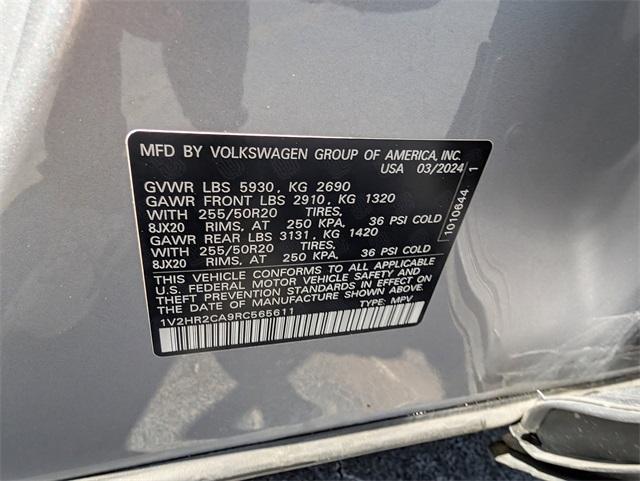 MFD BY VOLKSWAGEN GROUP OF AMERICA, INC.
USA 03/2024
GVWR LBS 5930, KG 2690
GAWR FRONT LBS 2910, KG 1320
WITH 255/50R20 TIRES,
8JX20 RIMS, AT 250 KPA, 36 PSI COLD
GAWR REAR LBS 3131, KG 1420
WITH 255/50R20 TIRES,
8JX20 RIMS, AT 250 KPA, 36 PSI COLD
THIS VEHICLE CONFORMS TO ALL APPLICABLE
U.S. FEDERAL MOTOR VEHICLE SAFETY AND
THEFT PREVENTION STANDARDS IN EFFECT ON
THE DATE OF MANUFACTURE SHOWN ABOVE.
1V2HR2CA9RC565611 TYPE: MPV
1010644 1